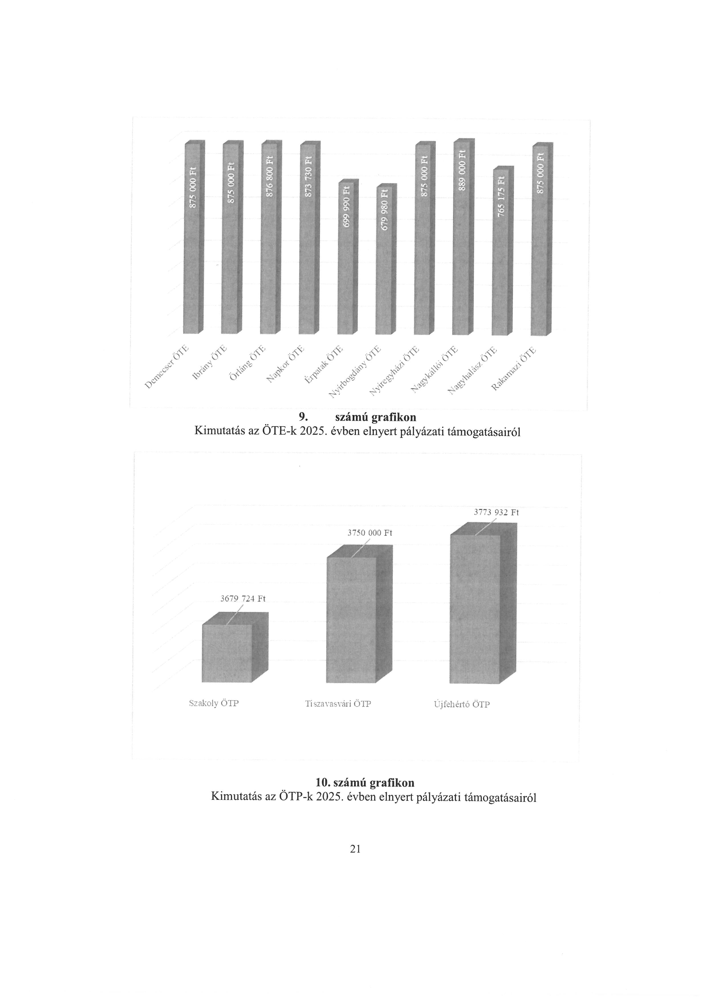 875 000 Ft
875 000 Ft
876 800 Ft
873 730 Ft
699 990 Ft
679 980 Ft
875 000 Ft
889 000 Ft
765 175 Ft
875 000 Ft
Demecser ÖTE
Ibrány ÖTE
Őrláng ÖTE
Napkor ÖTE
Érpatak ÖTE
Nyírbogdány ÖTE
Nyíregyházi ÖTE
Nagykállói ÖTE
Nagyhalász ÖTE
Rakamazi ÖTE
9. számú grafikon
Kimutatás az ÖTE-k 2025. évben elnyert pályázati támogatásairól
3773 932 Ft
3750 000 Ft
3679 724 Ft
Szakoly ÖTP
Tiszavasvári ÖTP
Újfehértó ÖTP
10. számú grafikon
Kimutatás az ÖTP-k 2025. évben elnyert pályázati támogatásairól
21